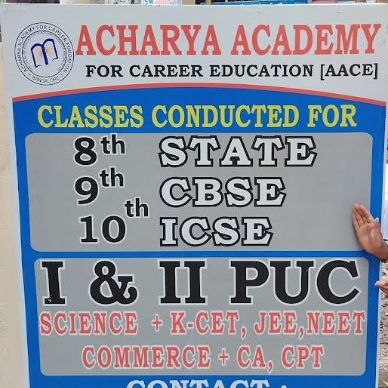 ACHARYA ACADEMY
FOR CAREER EDUCATION [AACE]
CLASSES CONDUCTED FOR
8th STATE
9th CBSE
10th ICSE
I & II PUC
SCIENCE + K-CET, JEE,NEET
COMMERCE + CA, CPT
CONTACT: